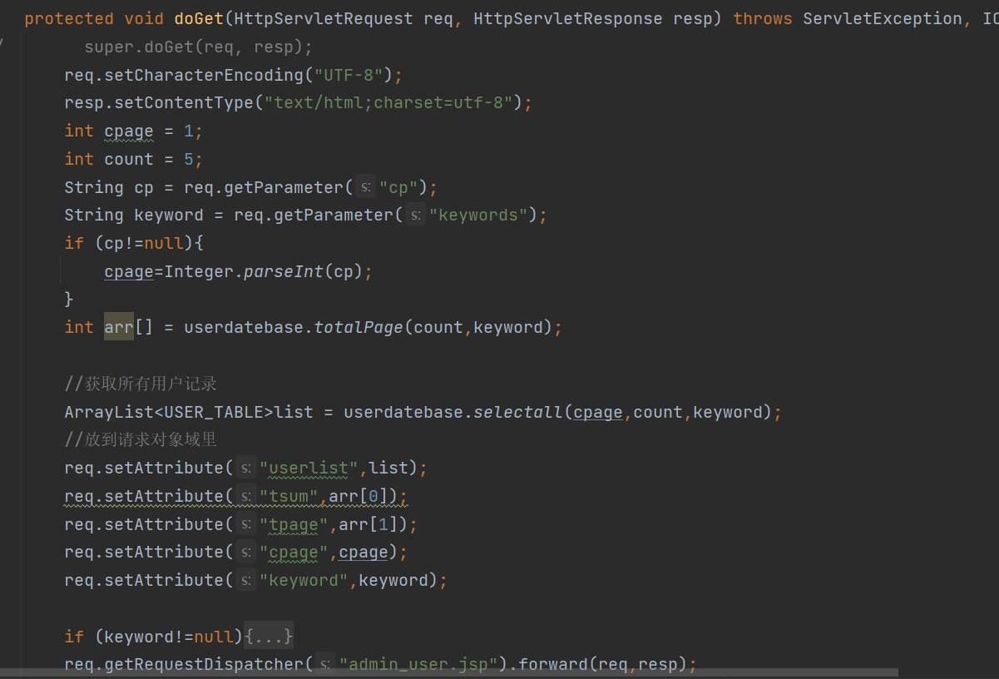 protected void doGet(HttpServletRequest req, HttpServletResponse resp) throws ServletException, IO
super.doGet(req, resp);
req.setCharacterEncoding("UTF-8");
resp.setContentType("text/html;charset=utf-8");
int cpage = 1;
int count = 5;
String cp = req.getParameter( s: "cp");
String keyword = req.getParameter( s: "keywords");
if (cp!=null){
cpage=Integer.parseInt(cp);
}
int arr[] = userdatebase.totalPage(count,keyword);
//获取所有用户记录
ArrayList<USER_TABLE>list = userdatebase.selectall(cpage,count,keyword);
//放到请求对象域里
req.setAttribute( s: "userlist",list);
req.setAttribute( s: "tsum",arr[0]);
req.setAttribute( s: "tpage",arr[1]);
req.setAttribute( s: "cpage",cpage);
req.setAttribute( s: "keyword",keyword);
if (keyword!=null){...}
req.getRequestDispatcher( s: "admin_user.jsp").forward(req,resp);